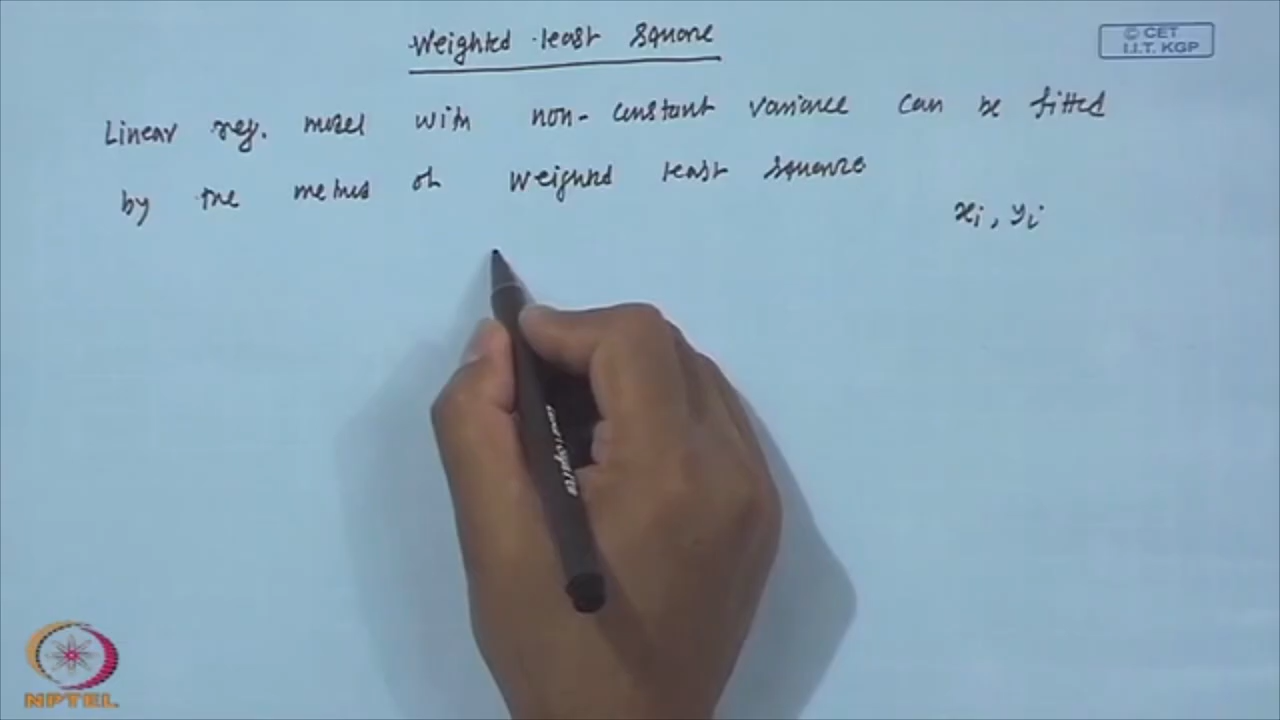 Weighted least square
© CET
I.I.T. KGP
Linear reg. model with non-constant variance can be fitted
by the method of weighted least square
xi, yi
NPTEL